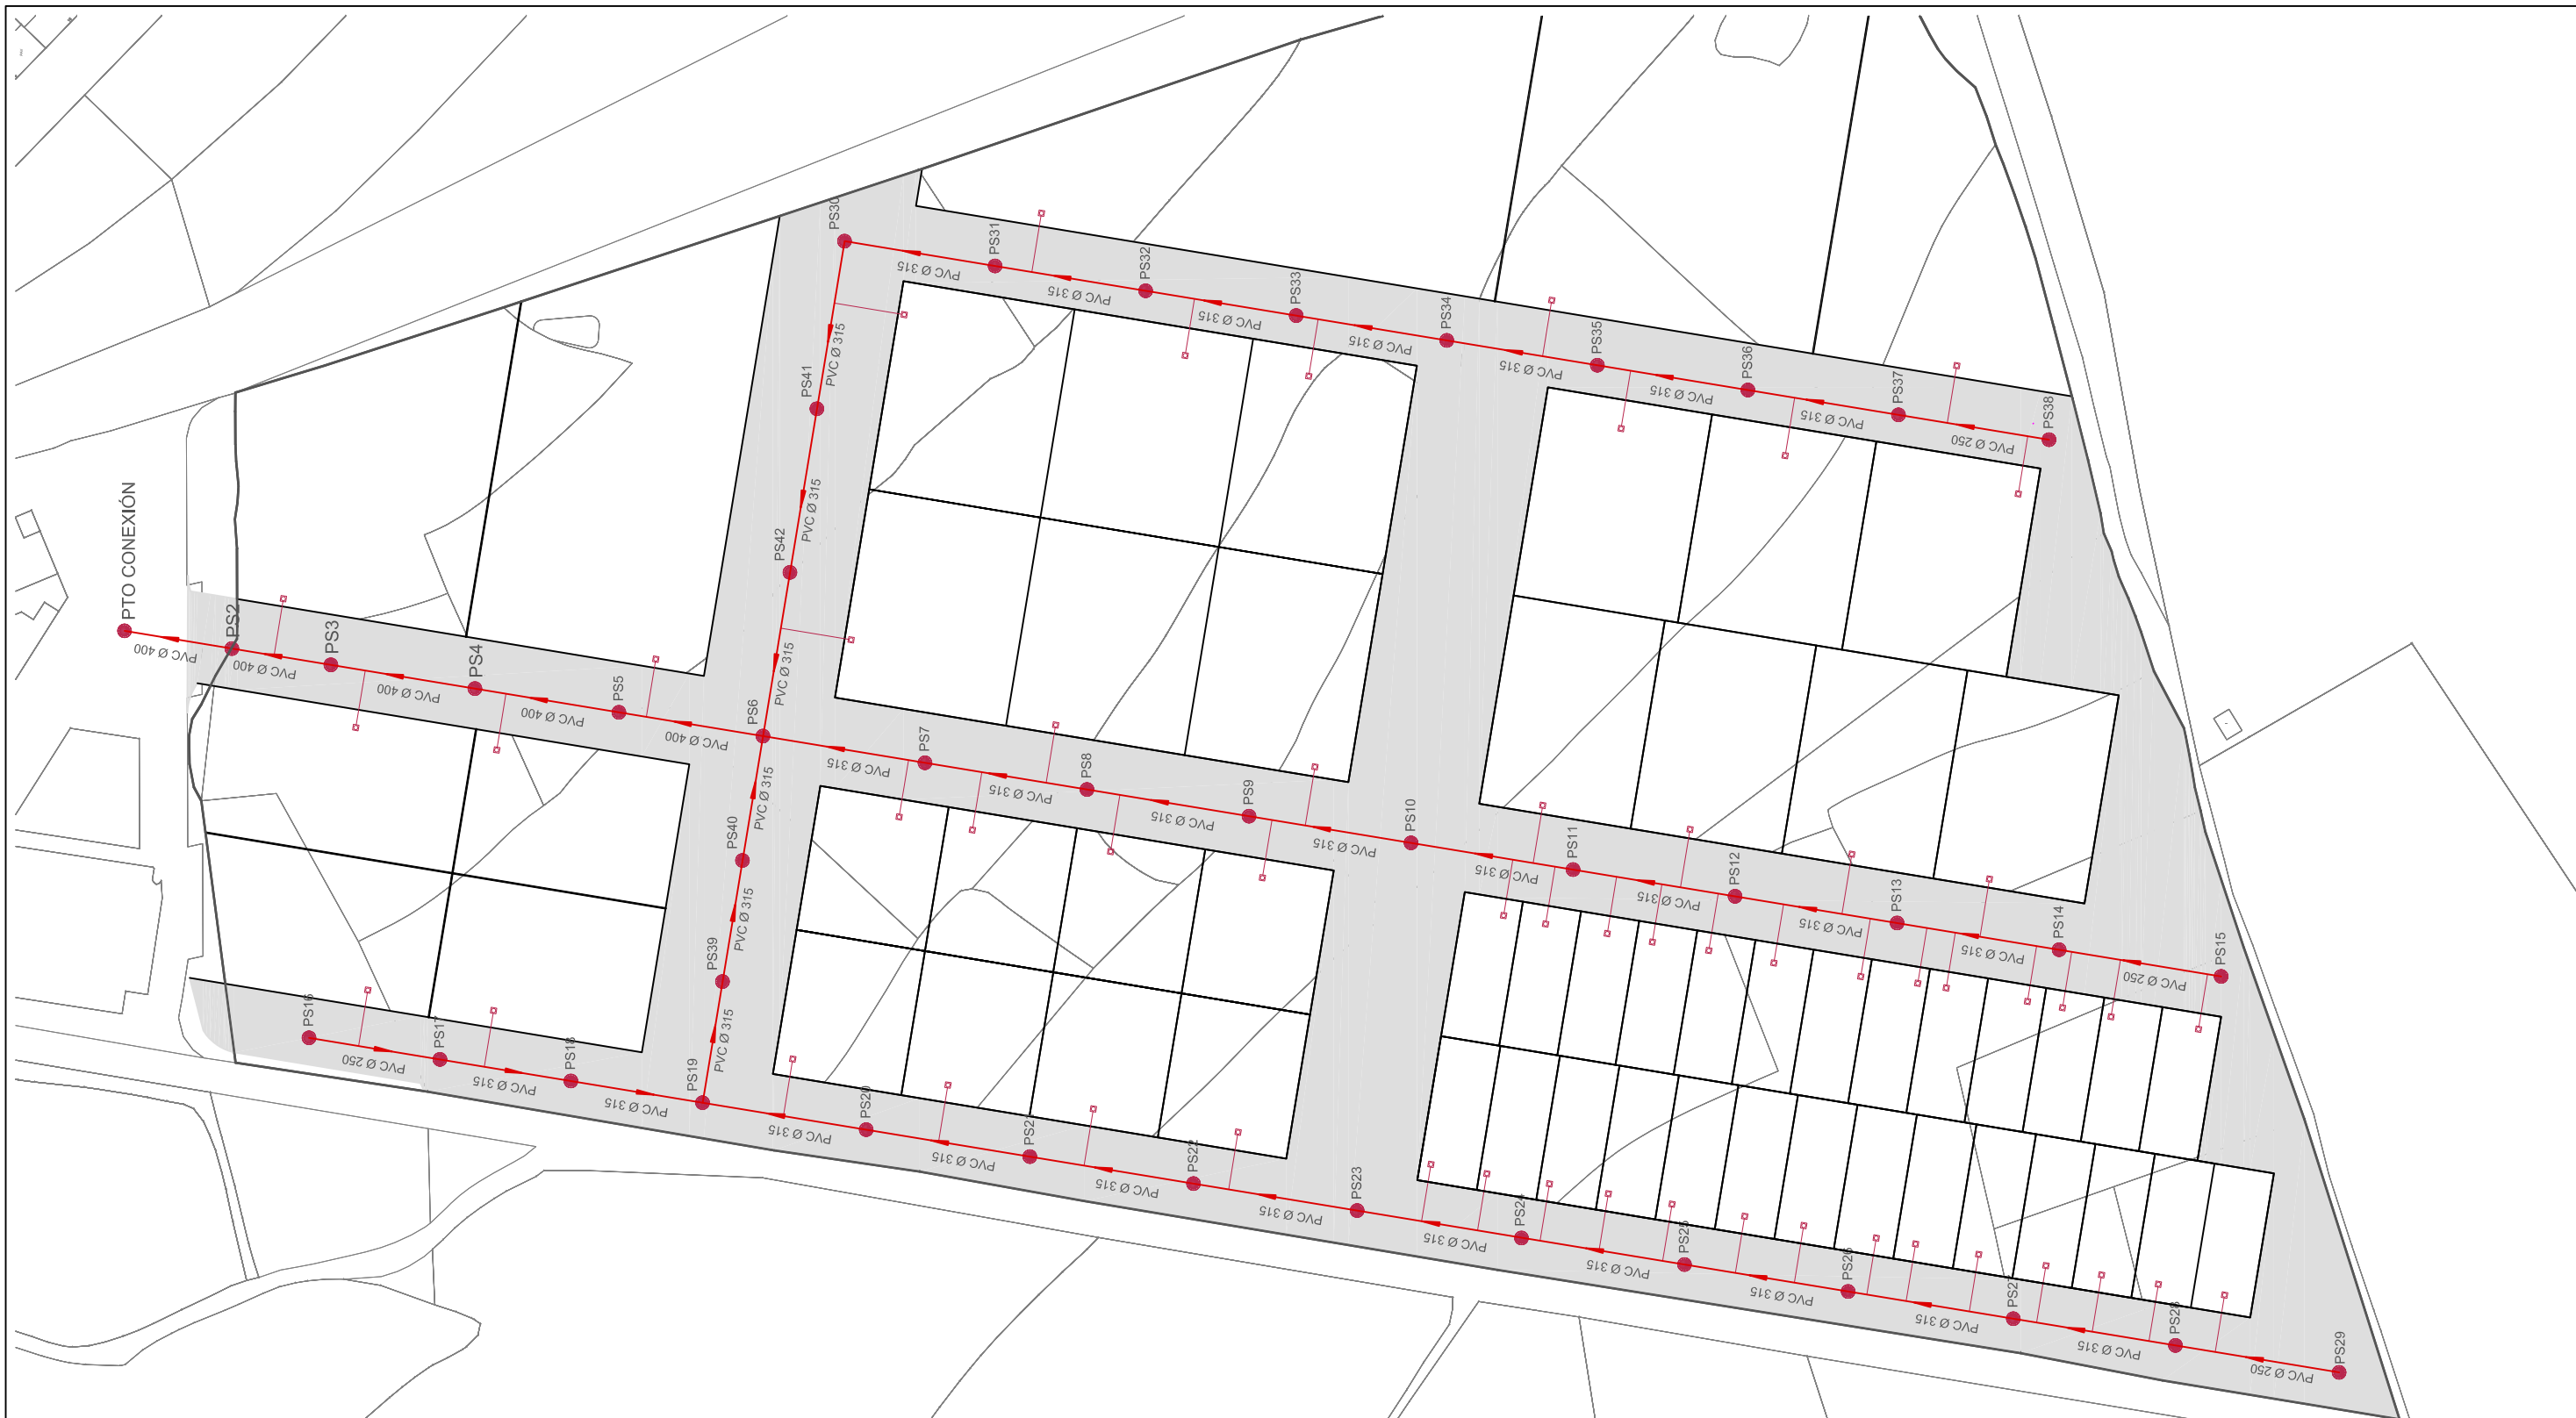 PS30
PS31
PVC Ø 315
PS32
PVC Ø 315
PS33
PVC Ø 315
PS34
PVC Ø 315
PS35
PVC Ø 315
PS36
PVC Ø 315
PS37
PVC Ø 315
PS38
PVC Ø 250
PVC Ø 315
PS41
PVC Ø 315
PS42
PVC Ø 315
PTO CONEXIÓN
PVC Ø 400
PS2
PVC Ø 400
PS3
PVC Ø 400
PS4
PVC Ø 400
PS5
PVC Ø 400
PS6
PVC Ø 315
PS7
PVC Ø 315
PS8
PVC Ø 315
PS9
PVC Ø 315
PS10
PVC Ø 315
PS11
PVC Ø 315
PS12
PVC Ø 315
PS13
PVC Ø 315
PS14
PVC Ø 250
PS15
PVC Ø 315
PS40
PVC Ø 315
PS39
PVC Ø 315
PS16
PVC Ø 250
PS17
PVC Ø 315
PS18
PVC Ø 315
PS19
PVC Ø 315
PS20
PVC Ø 315
PS21
PVC Ø 315
PS22
PVC Ø 315
PS23
PVC Ø 315
PS24
PVC Ø 315
PS25
PVC Ø 315
PS26
PVC Ø 315
PS27
PVC Ø 315
PS28
PVC Ø 250
PS29